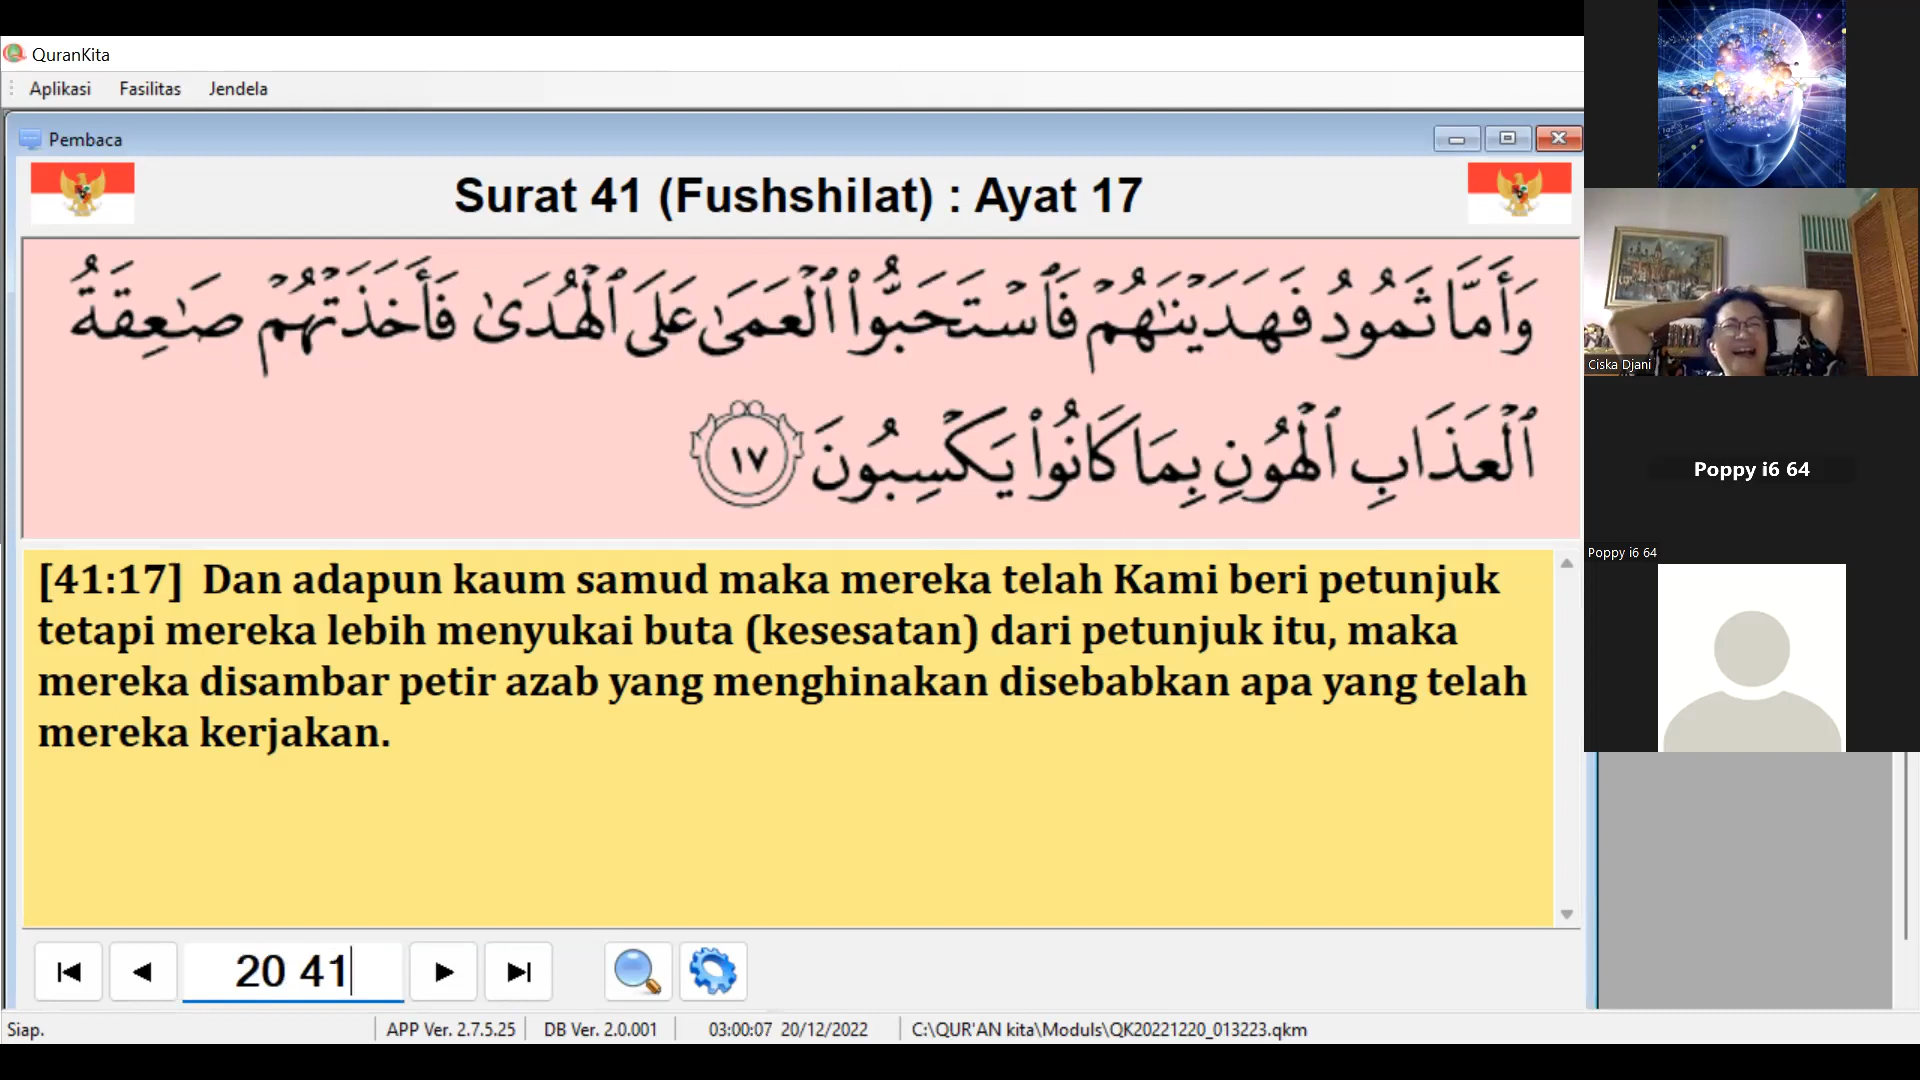 QuranKita
Aplikasi Fasilitas Jendela
Pembaca
Surat 41 (Fushshilat) : Ayat 17
وَأَمَّا ثَمُودُ فَهَدَيْنَـٰهُمْ فَٱسْتَحَبُّوا۟ ٱلْعَمَىٰ عَلَى ٱلْهُدَىٰ فَأَخَذَتْهُمْ صَـٰعِقَةُ
ٱلْعَذَابِ ٱلْهُونِ بِمَا كَانُوا۟ يَكْسِبُونَ ١٧
[41:17] Dan adapun kaum samud maka mereka telah Kami beri petunjuk
tetapi mereka lebih menyukai buta (kesesatan) dari petunjuk itu, maka
mereka disambar petir azab yang menghinakan disebabkan apa yang telah
mereka kerjakan.
20 41
Siap. APP Ver. 2.7.5.25 DB Ver. 2.0.001 03:00:07 20/12/2022 C:\QUR'AN kita\Moduls\QK20221220_013223.qkm
Ciska Djani
Poppy i6 64
Poppy i6 64